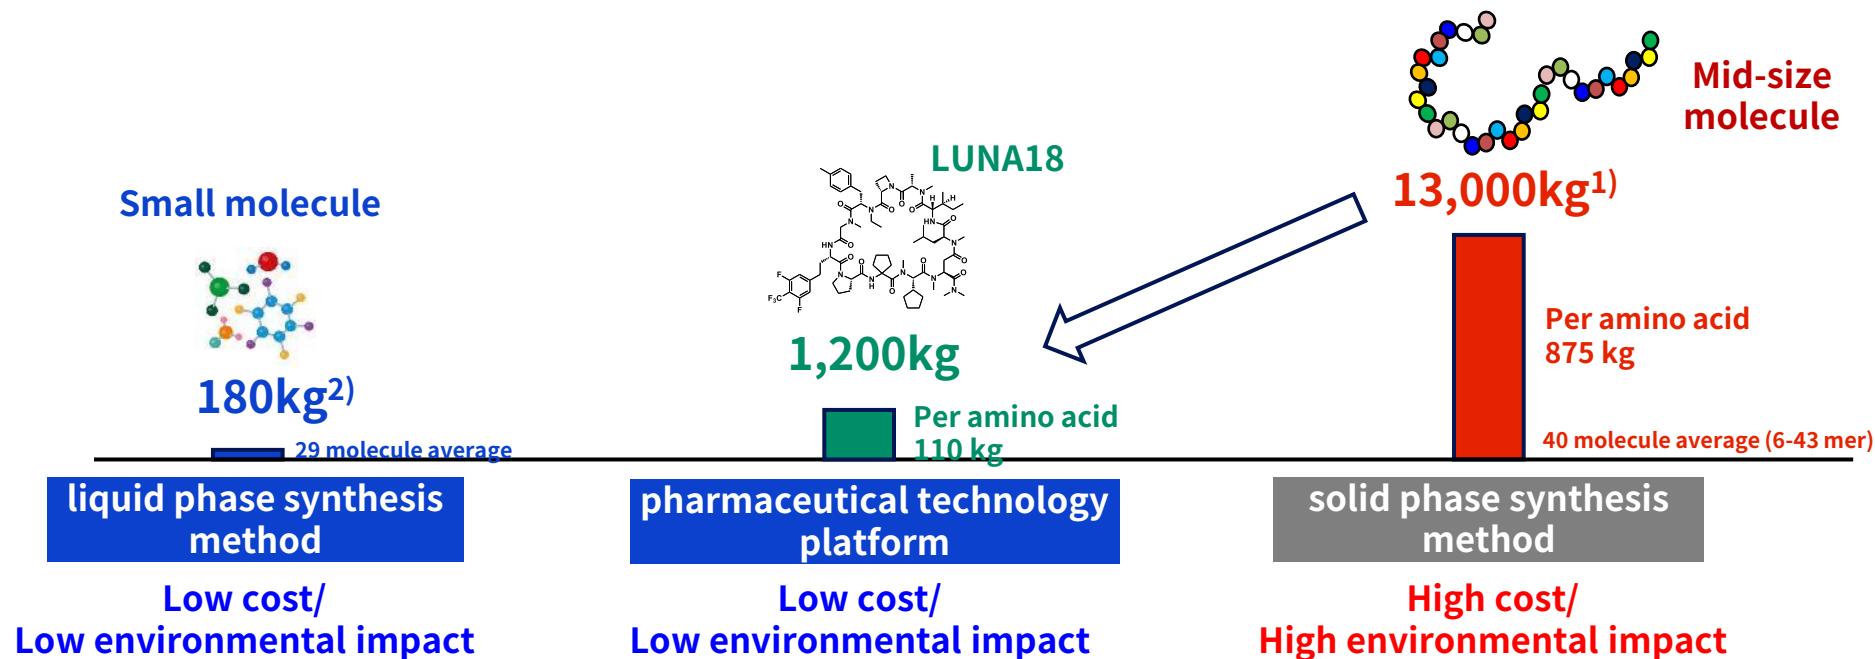 Small molecule
180kg2)
29 molecule average
liquid phase synthesis
method
Low cost/
Low environmental impact
LUNA18
1,200kg
Per amino acid
110 kg
pharmaceutical technology
platform
Low cost/
Low environmental impact
Mid-size
molecule
13,000kg1)
Per amino acid
875 kg
40 molecule average (6-43 mer)
solid phase synthesis
method
High cost/
High environmental impact